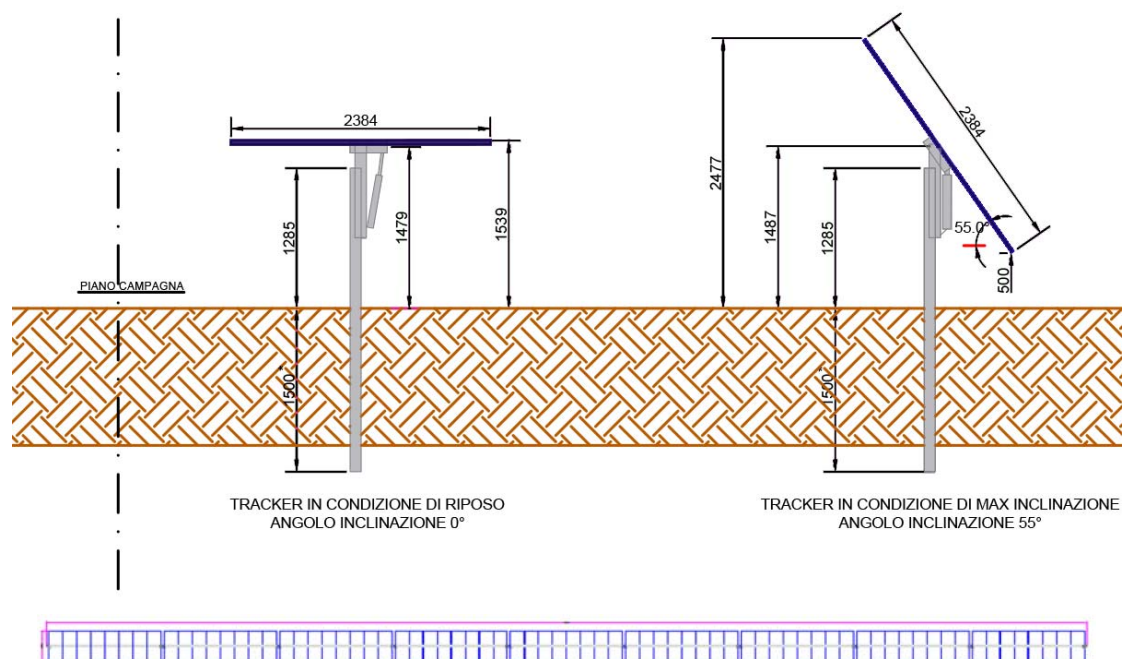 2384
1285
1479
1539
PIANO CAMPAGNA
1500*
TRACKER IN CONDIZIONE DI RIPOSO
ANGOLO INCLINAZIONE 0°
2384
2477
1487
1285
55.0°
500
1500*
TRACKER IN CONDIZIONE DI MAX INCLINAZIONE
ANGOLO INCLINAZIONE 55°